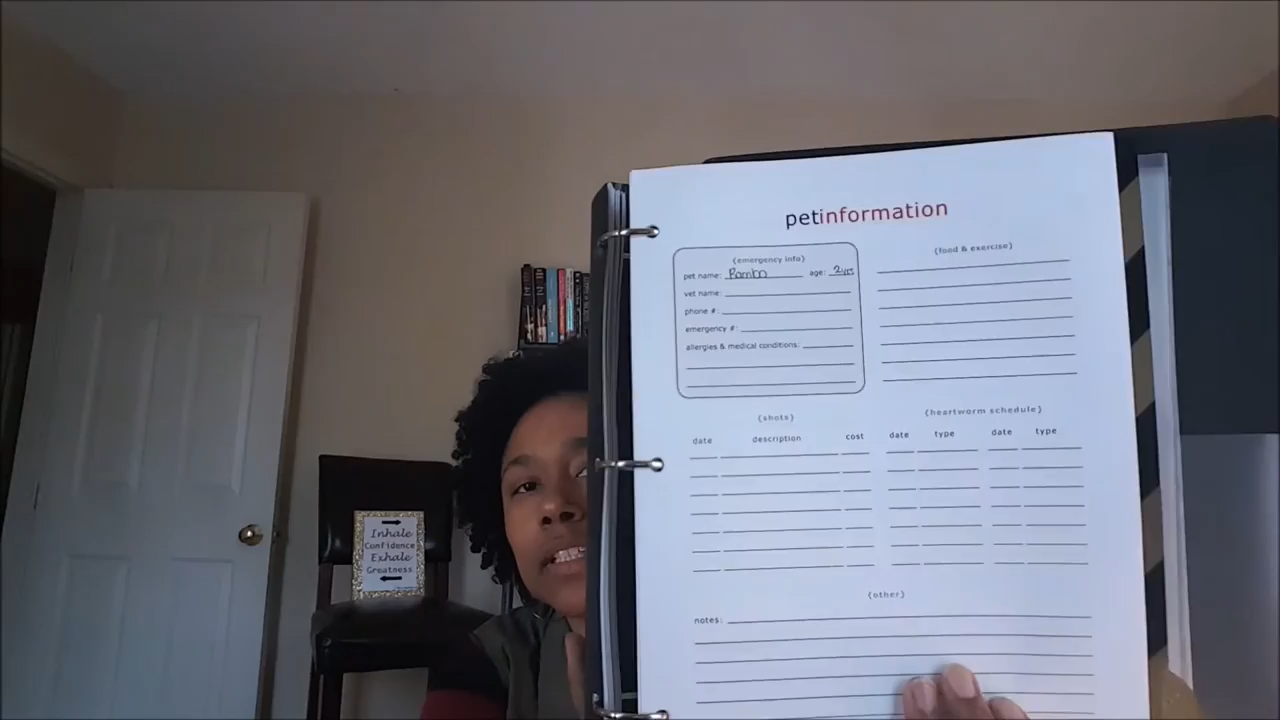 petinformation
{emergency info}
pet name: Rambo age: 2yrs
vet name:
phone #:
emergency #:
allergies & medical conditions:
{food & exercise}
{shots}
date description cost
{heartworm schedule}
date type date type
{other}
notes:
Inhale
Confidence
Exhale
Greatness